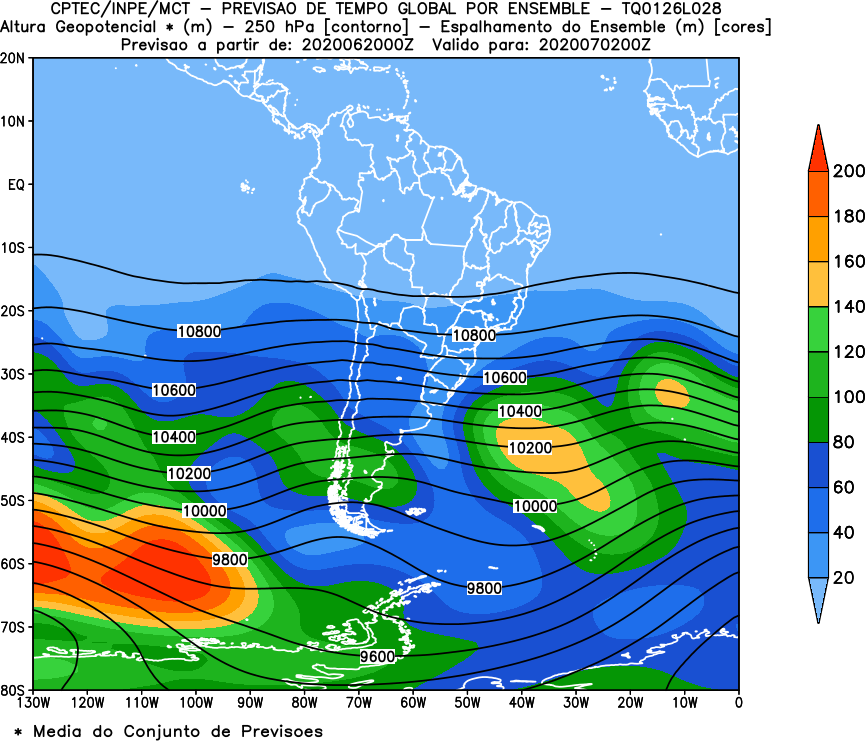 CPTEC/INPE/MCT - PREVISAO DE TEMPO GLOBAL POR ENSEMBLE - TQ0126L028
Altura Geopotencial * (m) - 250 hPa [contorno] - Espalhamento do Ensemble (m) [cores]
Previsao a partir de: 2020062000Z Valido para: 2020070200Z
20N
10N
EQ
10S
20S
30S
40S
50S
60S
70S
80S
10800
10800
10600
10600
10400
10400
10200
10200
10000
10000
9800
9800
9600
200
180
160
140
120
100
80
60
40
20
130W 120W 110W 100W 90W 80W 70W 60W 50W 40W 30W 20W 10W 0
* Media do Conjunto de Previsoes